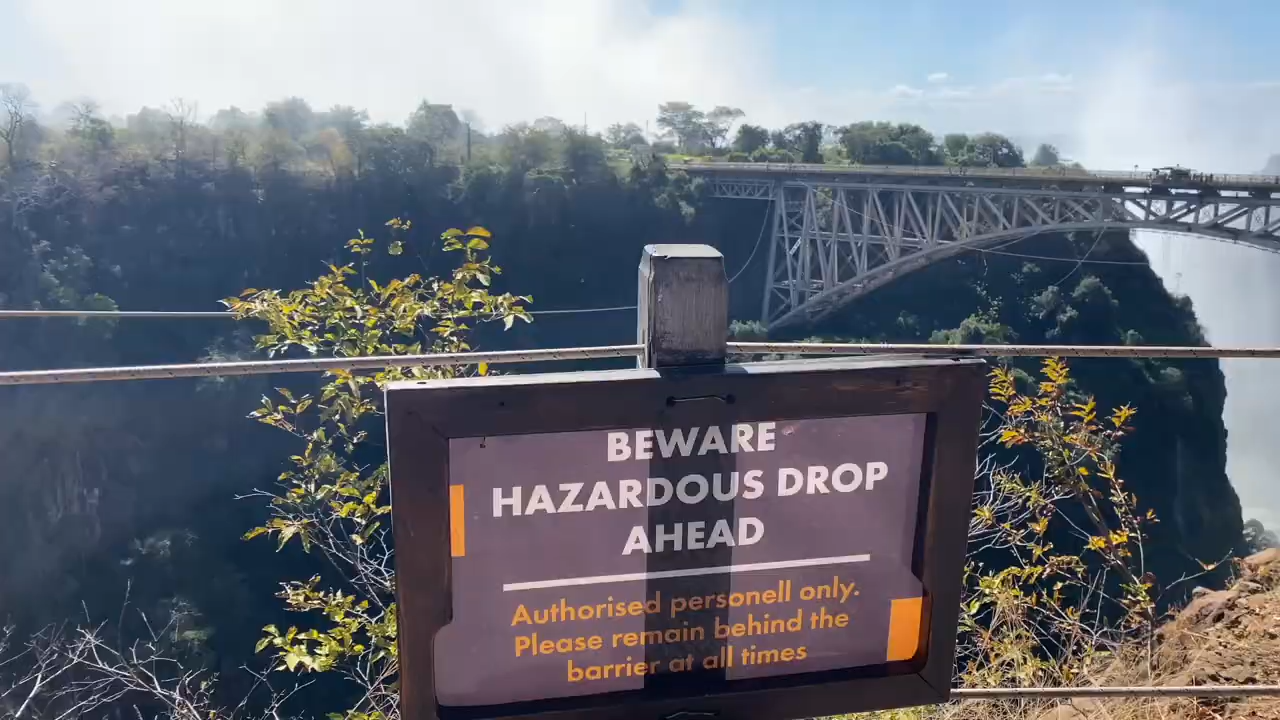 BEWARE
HAZARDOUS DROP
AHEAD
Authorised personell only.
Please remain behind the
barrier at all times